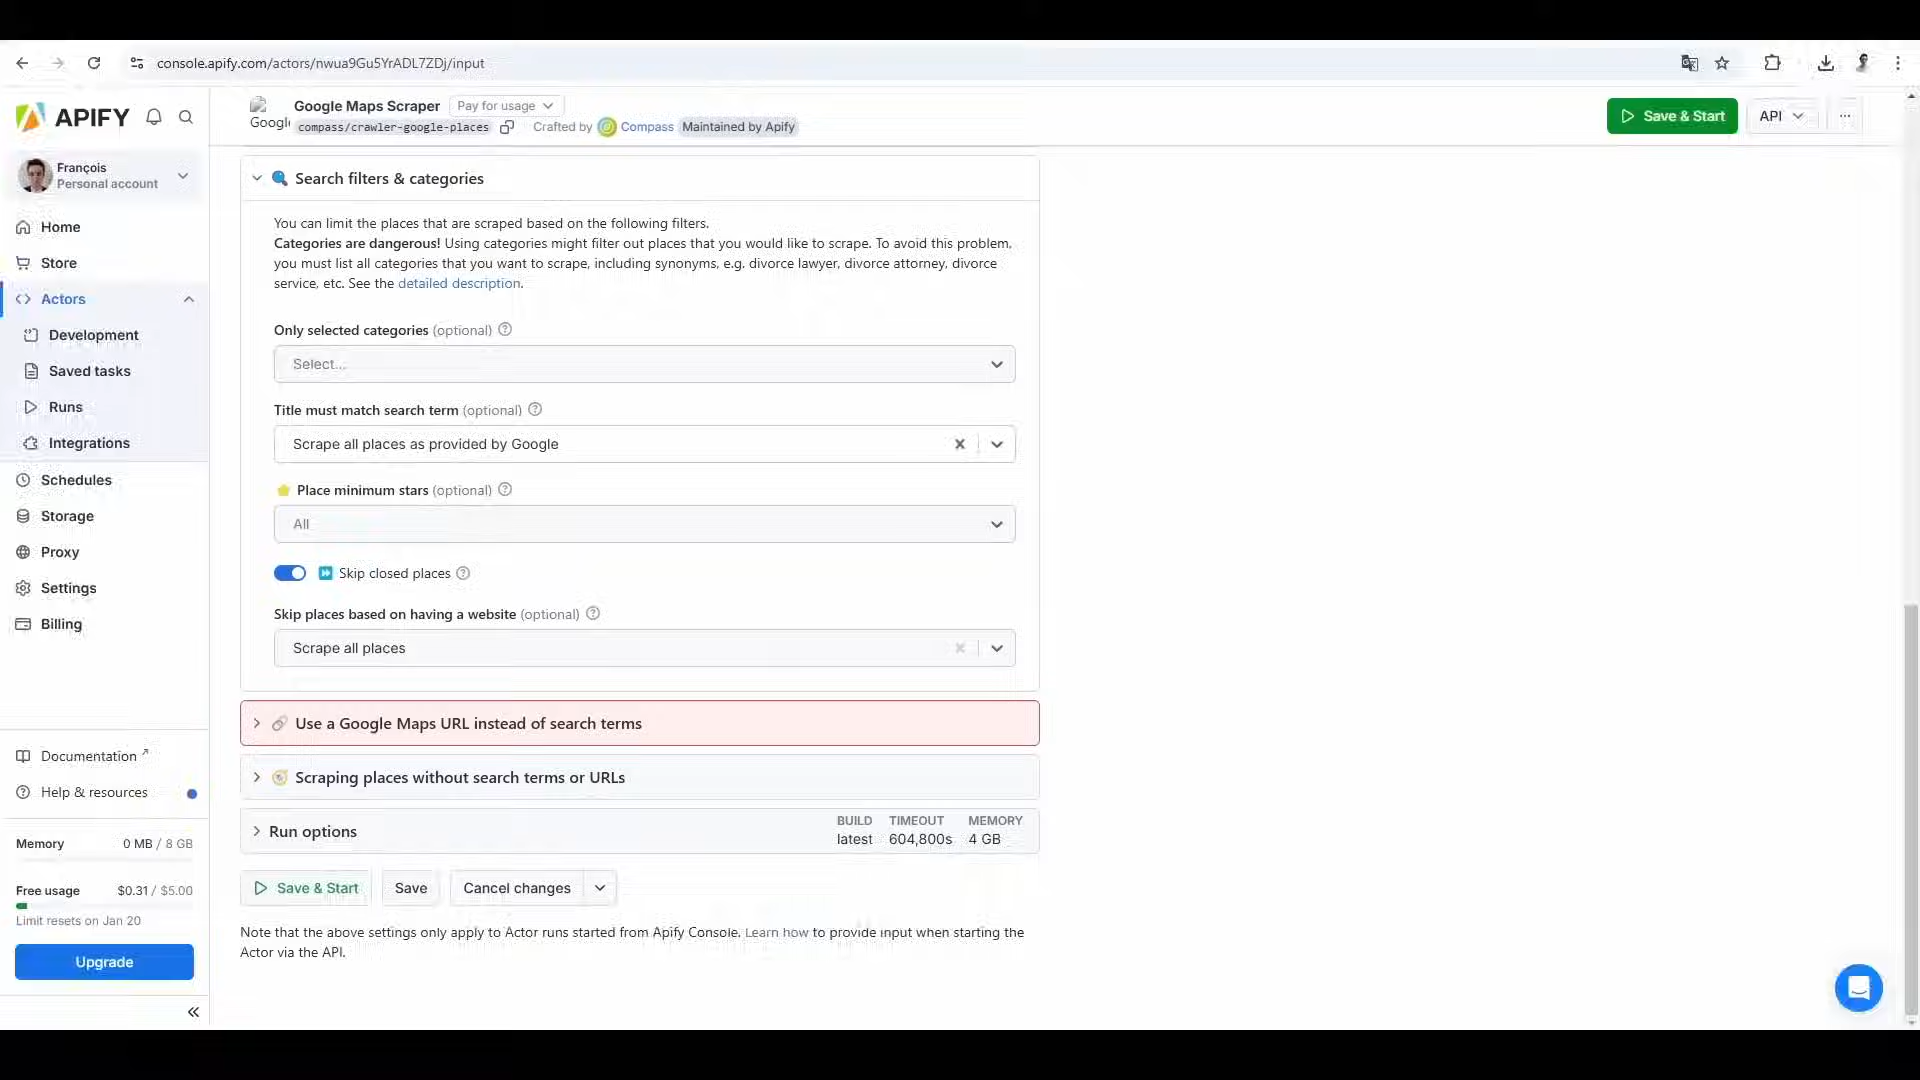 console.apify.com/actors/nwua9Gu5YrADL7ZDj/input
APIFY
François
Personal account
Home
Store
Actors
Development
Saved tasks
Runs
Integrations
Schedules
Storage
Proxy
Settings
Billing
Documentation
Help & resources
Memory 0 MB / 8 GB
Free usage $0.31 / $5.00
Limit resets on Jan 20
Upgrade
Google
Google Maps Scraper Pay for usage
compass/crawler-google-places Crafted by Compass Maintained by Apify
Save & Start API
Search filters & categories
You can limit the places that are scraped based on the following filters.
Categories are dangerous! Using categories might filter out places that you would like to scrape. To avoid this problem,
you must list all categories that you want to scrape, including synonyms, e.g. divorce lawyer, divorce attorney, divorce
service, etc. See the detailed description.
Only selected categories (optional)
Select...
Title must match search term (optional)
Scrape all places as provided by Google
Place minimum stars (optional)
All
Skip closed places
Skip places based on having a website (optional)
Scrape all places
Use a Google Maps URL instead of search terms
Scraping places without search terms or URLs
Run options
BUILD TIMEOUT MEMORY
latest 604,800s 4 GB
Save & Start Save Cancel changes
Note that the above settings only apply to Actor runs started from Apify Console. Learn how to provide input when starting the
Actor via the API.